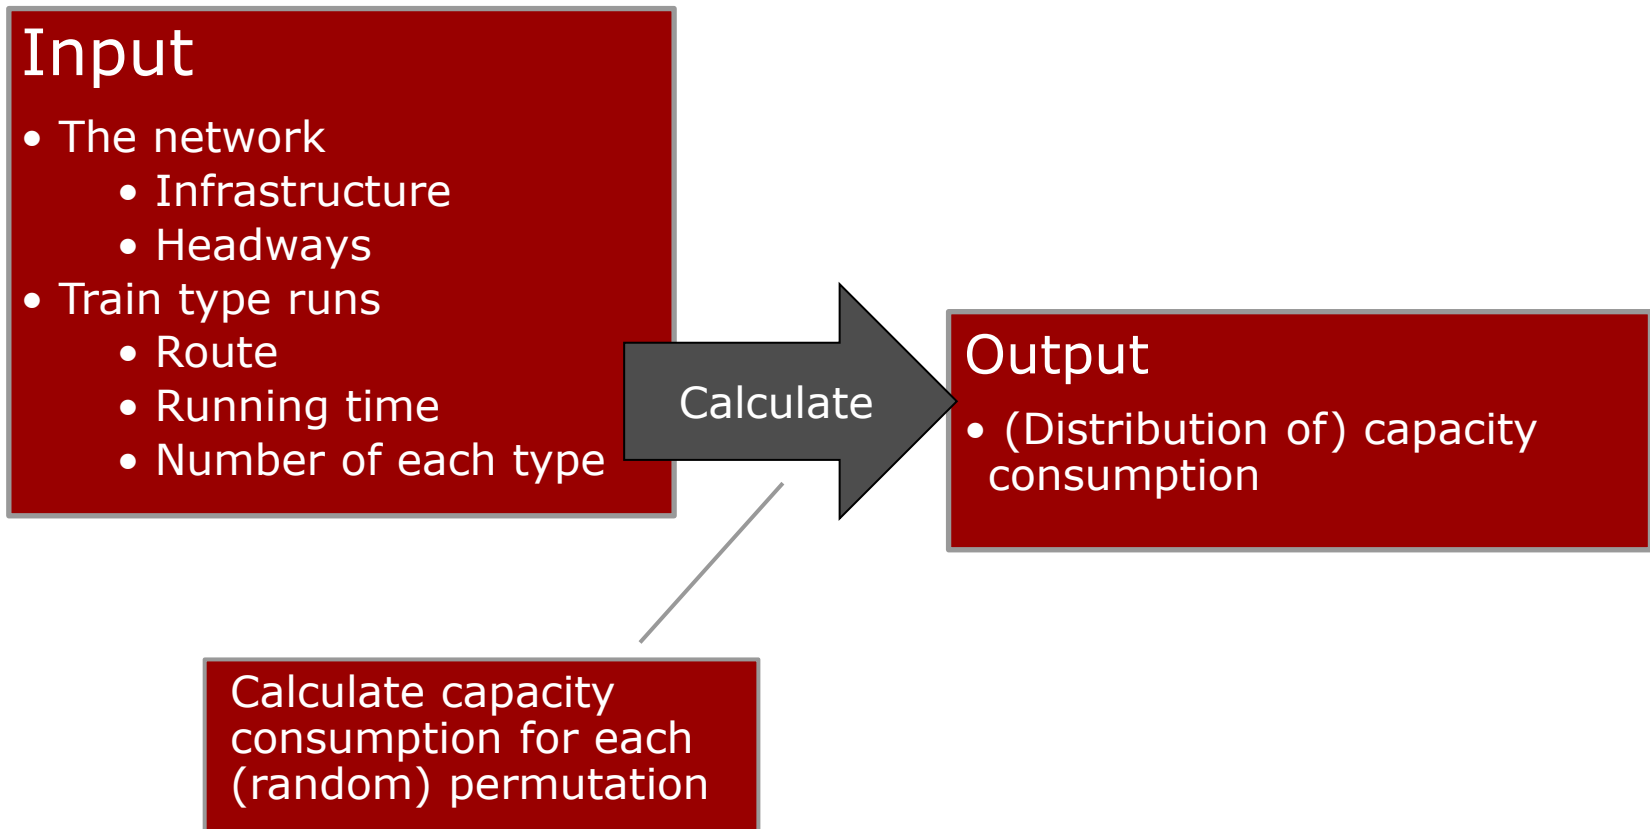 Input
• The network
• Infrastructure
• Headways
• Train type runs
• Route
• Running time
• Number of each type
Calculate
Output
• (Distribution of) capacity
consumption
Calculate capacity
consumption for each
(random) permutation